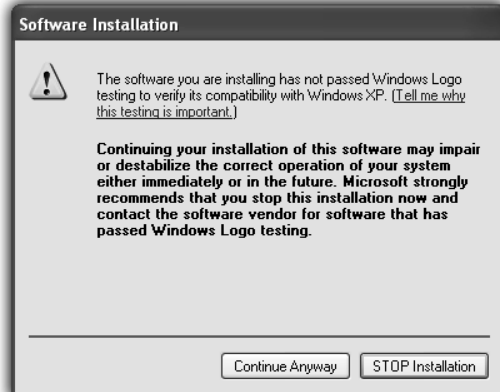 Software Installation
The software you are installing has not passed Windows Logo
testing to verify its compatibility with Windows XP. (Tell me why
this testing is important.)
Continuing your installation of this software may impair
or destabilize the correct operation of your system
either immediately or in the future. Microsoft strongly
recommends that you stop this installation now and
contact the software vendor for software that has
passed Windows Logo testing.
Continue Anyway
STOP Installation